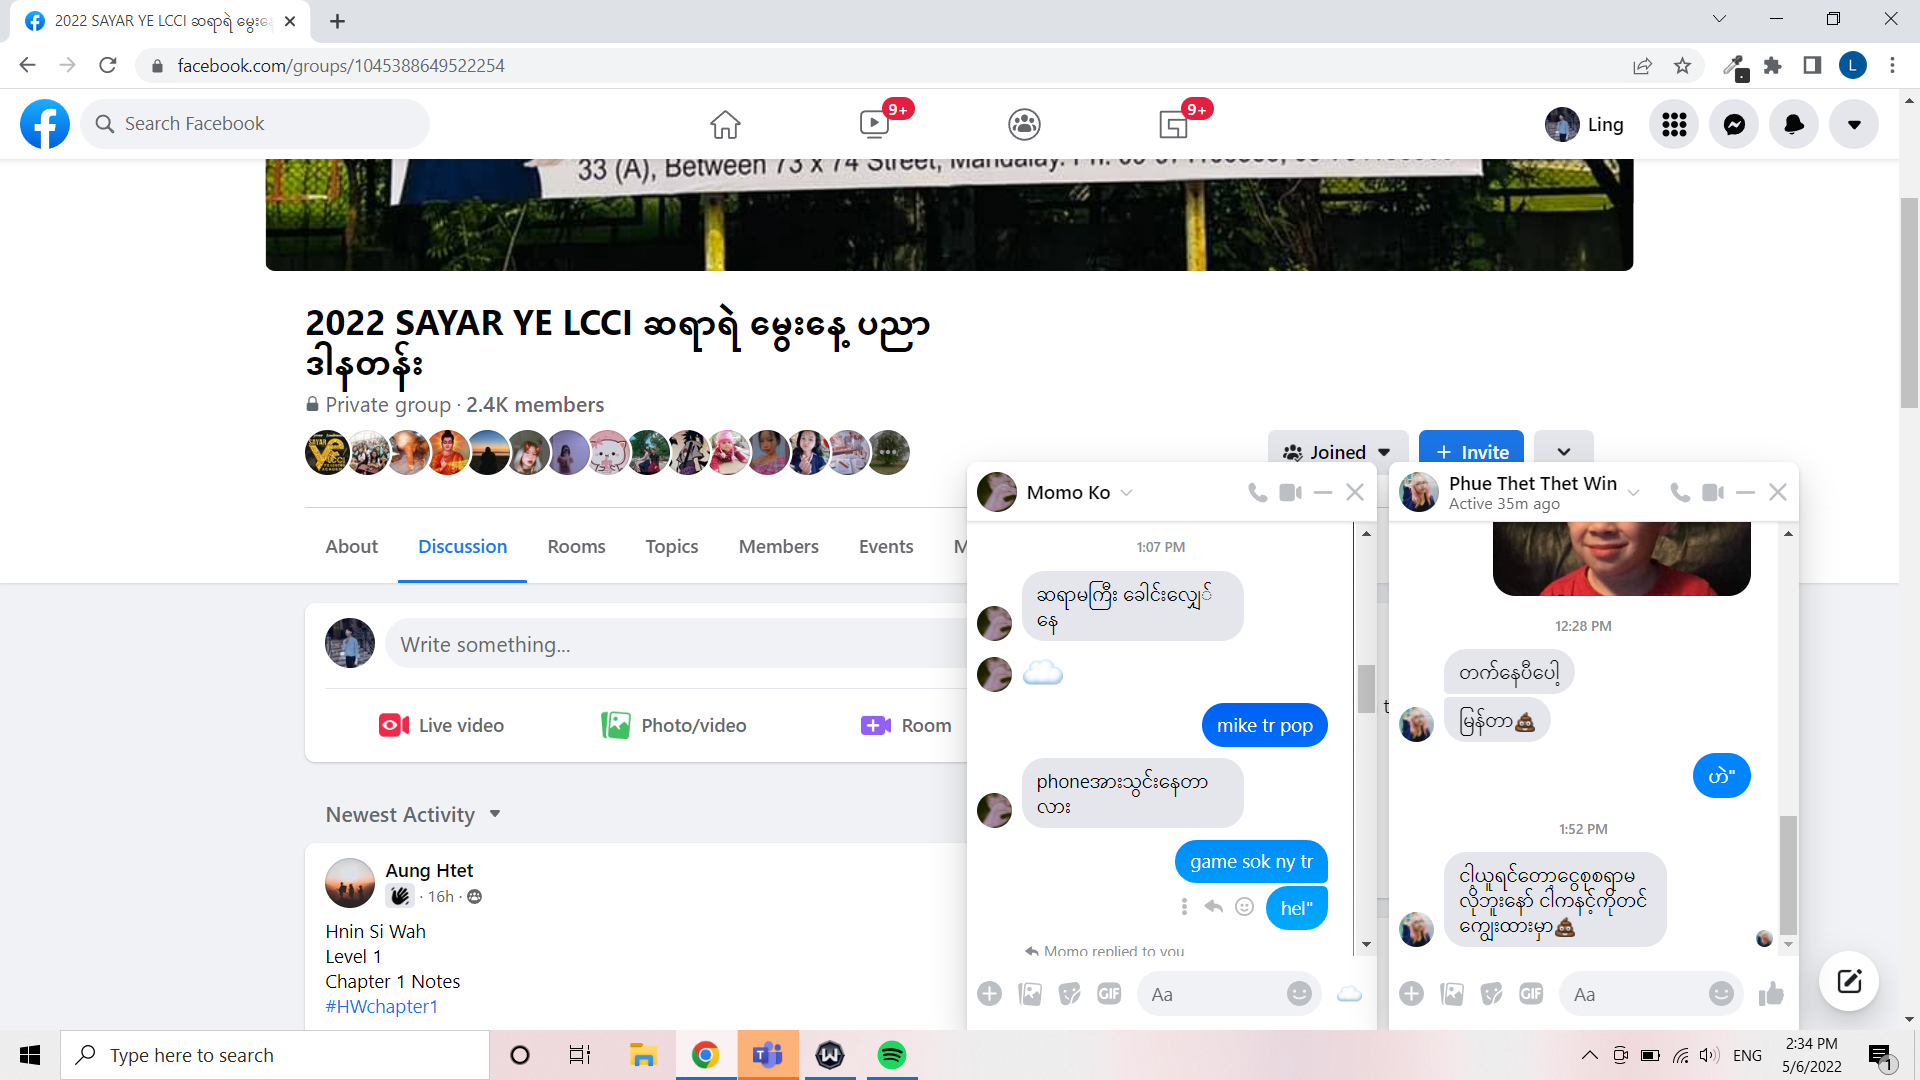 2022 SAYAR YE LCCI ဆရာရဲ မွေးနေ့
facebook.com/groups/1045388649522254
L
Search Facebook
9+
9+
Ling
33 (A), Between 73 x 74 Street, Mandalay.
2022 SAYAR YE LCCI ဆရာရဲ မွေးနေ့ ပညာ
ဒါနတန်း
Private group · 2.4K members
Joined
+ Invite
About
Discussion
Rooms
Topics
Members
Events
M
Write something...
Live video
Photo/video
Room
Newest Activity
Aung Htet
· 16h ·
Hnin Si Wah
Level 1
Chapter 1 Notes
#HWchapter1
Momo Ko
1:07 PM
ဆရာမကြီး ခေါင်းလျှော်
နေ
mike tr pop
phoneအားသွင်းနေတာ
လား
game sok ny tr
hel"
Momo replied to you
GIF
Aa
Phue Thet Thet Win
Active 35m ago
12:28 PM
တက်နေပီပေါ့
မြန်တာ💩
ဟဲ"
1:52 PM
ငါ့ယူရင်တော့ငွေစုစရာမ
လိုဘူးနော် ငါကနင့်ကိုတင်
ကျွေးထားမှာ💩
GIF
Aa
t
Type here to search
ENG
2:34 PM
5/6/2022
1